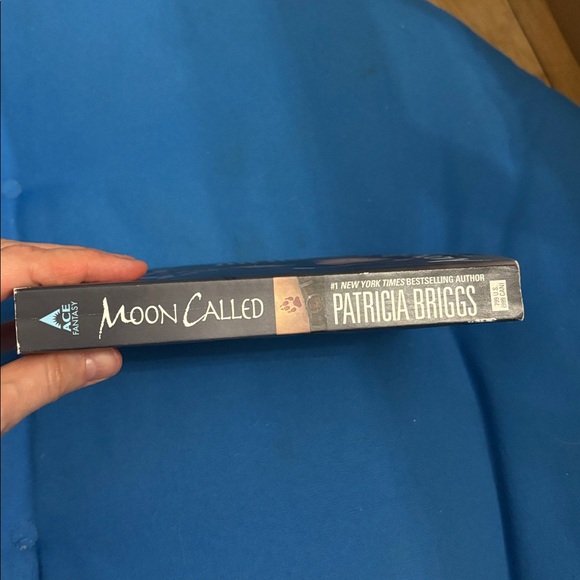 ACE
FANTASY
MOON CALLED
#1 NEW YORK TIMES BESTSELLING AUTHOR
PATRICIA BRIGGS